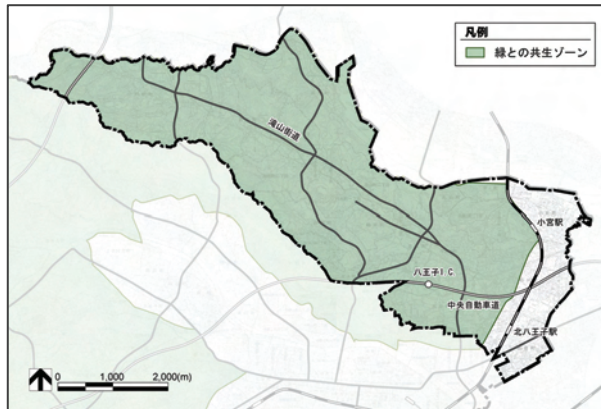 凡例
緑との共生ゾーン
滝山街道
小宮駅
八王子IC
中央自動車道
北八王子駅
0 1,000 2,000(m)